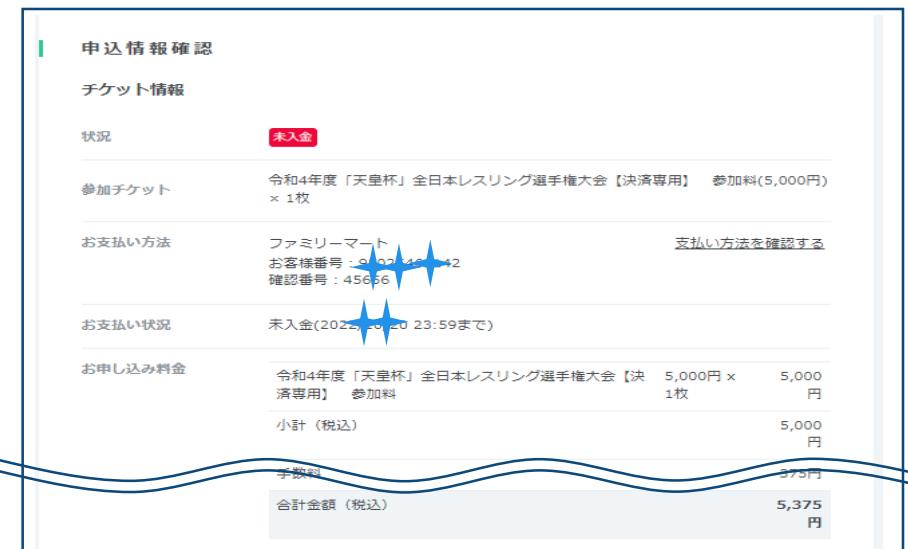 申込情報確認
チケット情報
状況
未入金
参加チケット
令和4年度「天皇杯」全日本レスリング選手権大会【決済専用】 参加料(5,000円)
× 1枚
お支払い方法
ファミリーマート
支払い方法を確認する
お客様番号:
確認番号:45656
お支払い状況
未入金(2022 23:59まで)
お申し込み料金
令和4年度「天皇杯」全日本レスリング選手権大会【決 5,000円 × 5,000
済専用】 参加料 1枚 円
小計(税込) 5,000
円
手数料 375円
合計金額(税込) 5,375
円